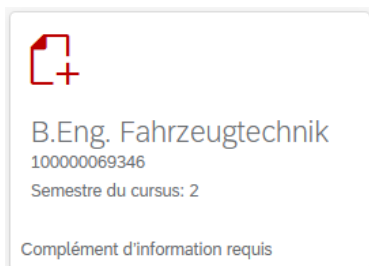 B.Eng. Fahrzeugtechnik
100000069346
Semestre du cursus: 2
Complément d'information requis